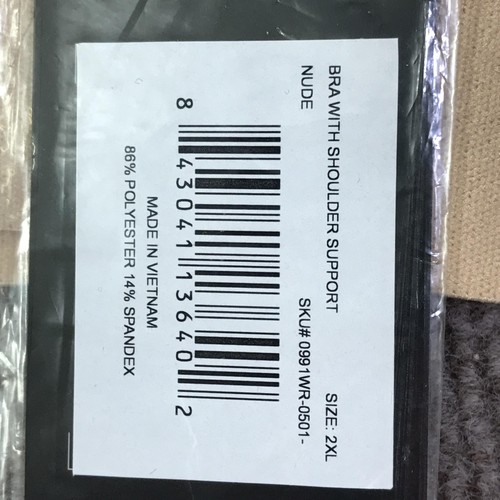 BRA WITH SHOULDER SUPPORT SIZE: 2XL
NUDE SKU# 0991WR-0501-
8 43041 13640 2
MADE IN VIETNAM
86% POLYESTER 14% SPANDEX